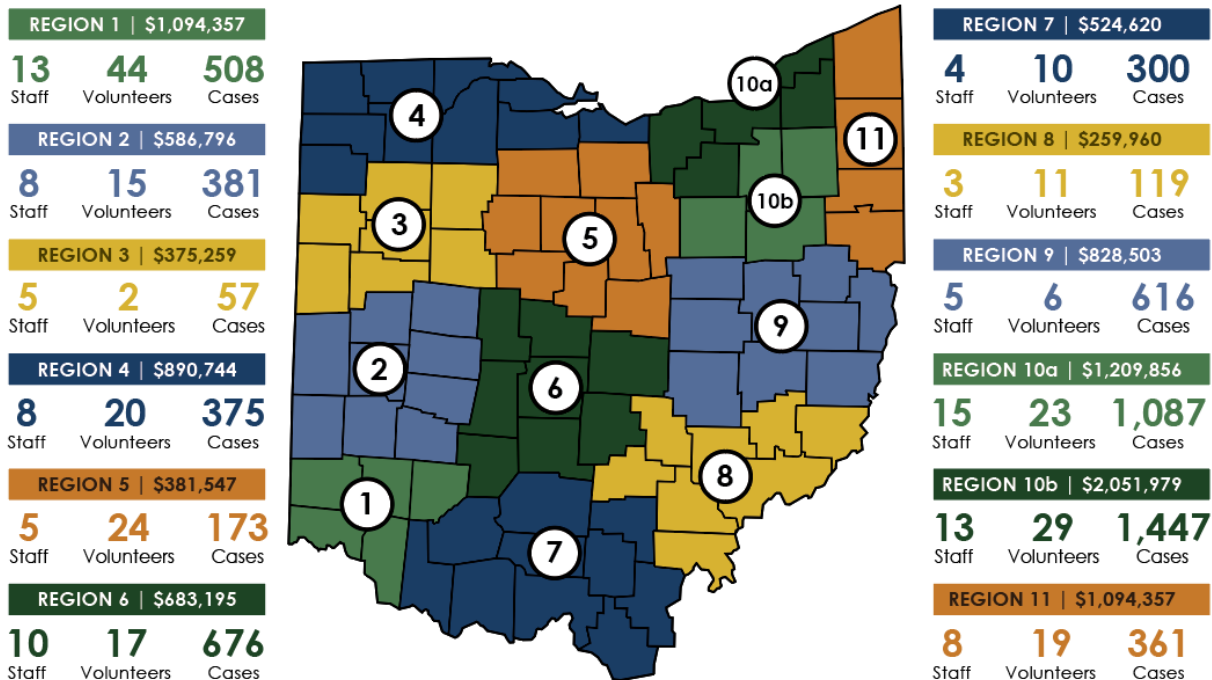 REGION 1 | $1,094,357
13 44 508
Staff Volunteers Cases
REGION 2 | $586,796
8 15 381
Staff Volunteers Cases
REGION 3 | $375,259
5 2 57
Staff Volunteers Cases
REGION 4 | $890,744
8 20 375
Staff Volunteers Cases
REGION 5 | $381,547
5 24 173
Staff Volunteers Cases
REGION 6 | $683,195
10 17 676
Staff Volunteers Cases
10a
4
11
10b
3
5
9
2
6
8
1
7
REGION 7 | $524,620
4 10 300
Staff Volunteers Cases
REGION 8 | $259,960
3 11 119
Staff Volunteers Cases
REGION 9 | $828,503
5 6 616
Staff Volunteers Cases
REGION 10a | $1,209,856
15 23 1,087
Staff Volunteers Cases
REGION 10b | $2,051,979
13 29 1,447
Staff Volunteers Cases
REGION 11 | $1,094,357
8 19 361
Staff Volunteers Cases